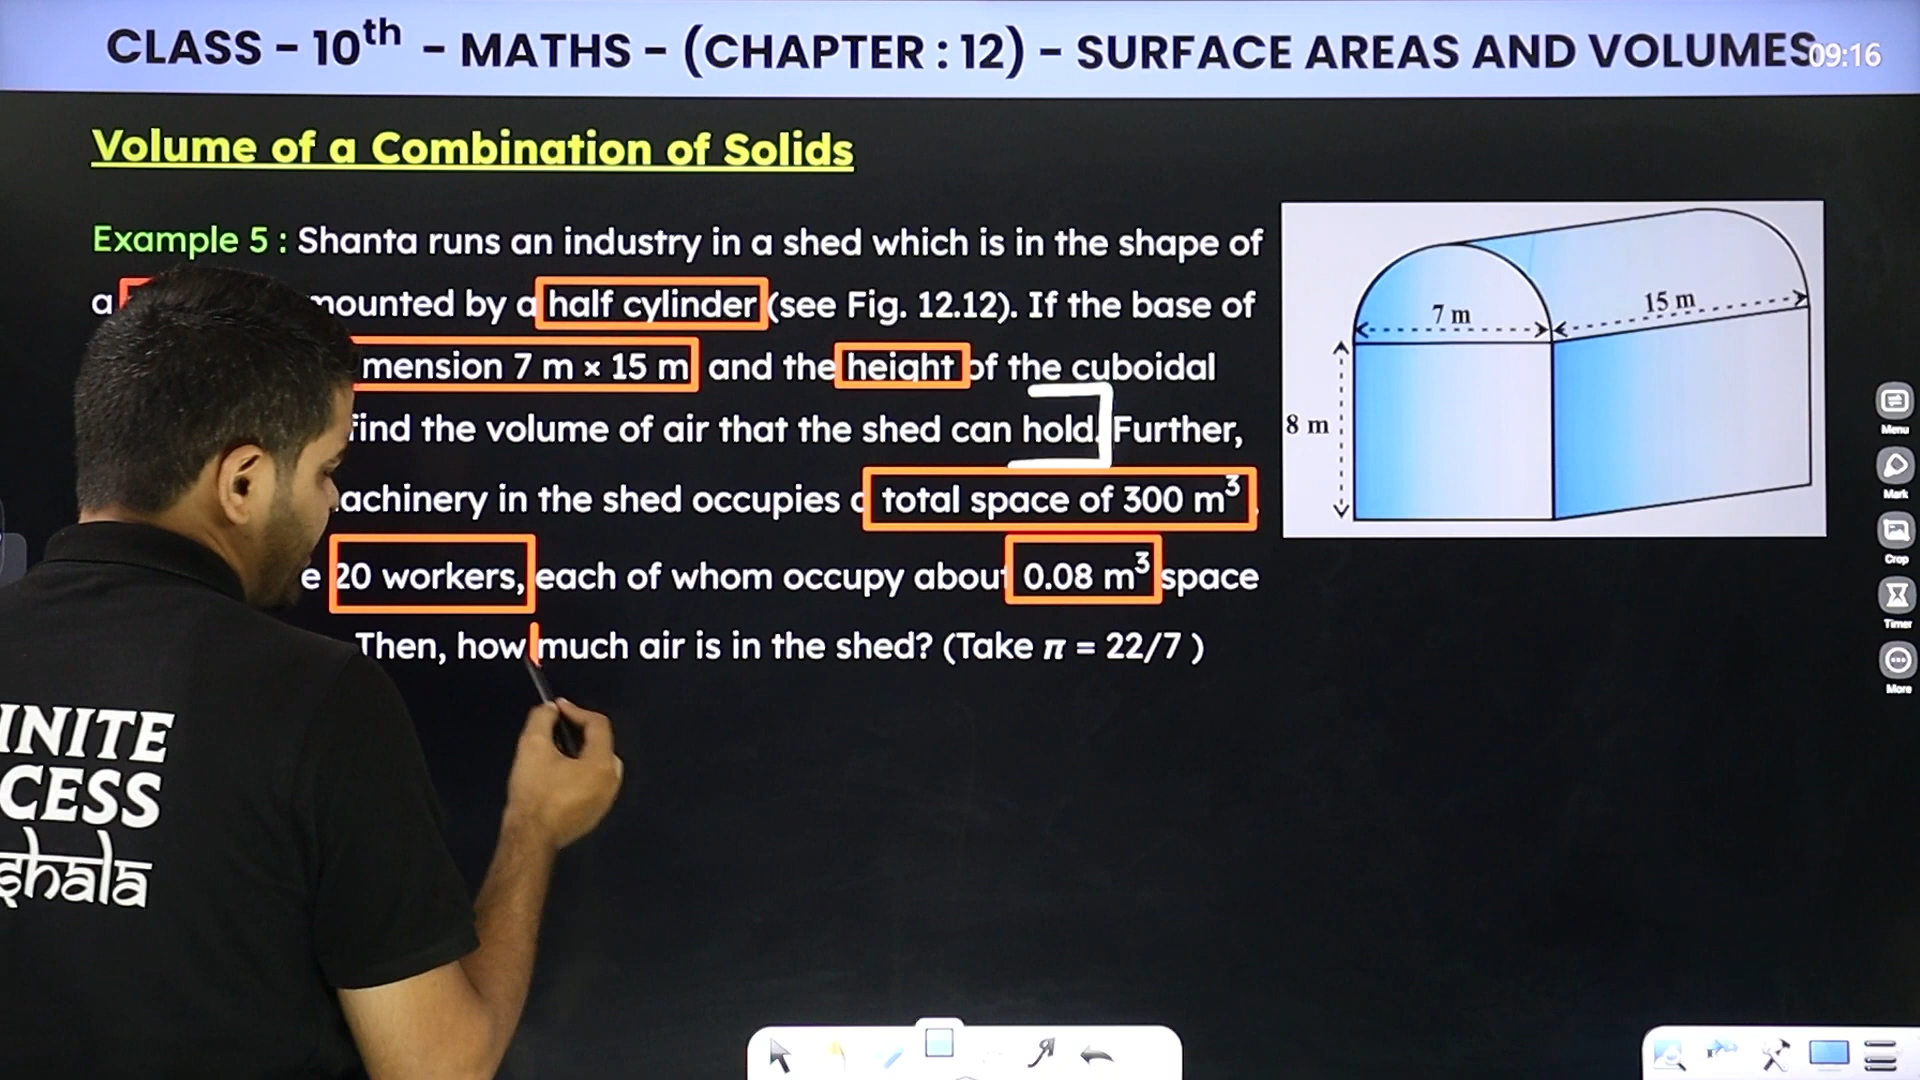 CLASS - 10th - MATHS - (CHAPTER : 12) - SURFACE AREAS AND VOLUMES
09:16
Volume of a Combination of Solids
Example 5 : Shanta runs an industry in a shed which is in the shape of
a mounted by a half cylinder (see Fig. 12.12). If the base of
mension 7 m × 15 m and the height of the cuboidal
find the volume of air that the shed can hold. Further,
achinery in the shed occupies a total space of 300 m³
e 20 workers, each of whom occupy about 0.08 m³ space
Then, how much air is in the shed? (Take π = 22/7 )
7 m
15 m
8 m
Menu
Mark
Crop
Timer
More
INITE
CESS
shala